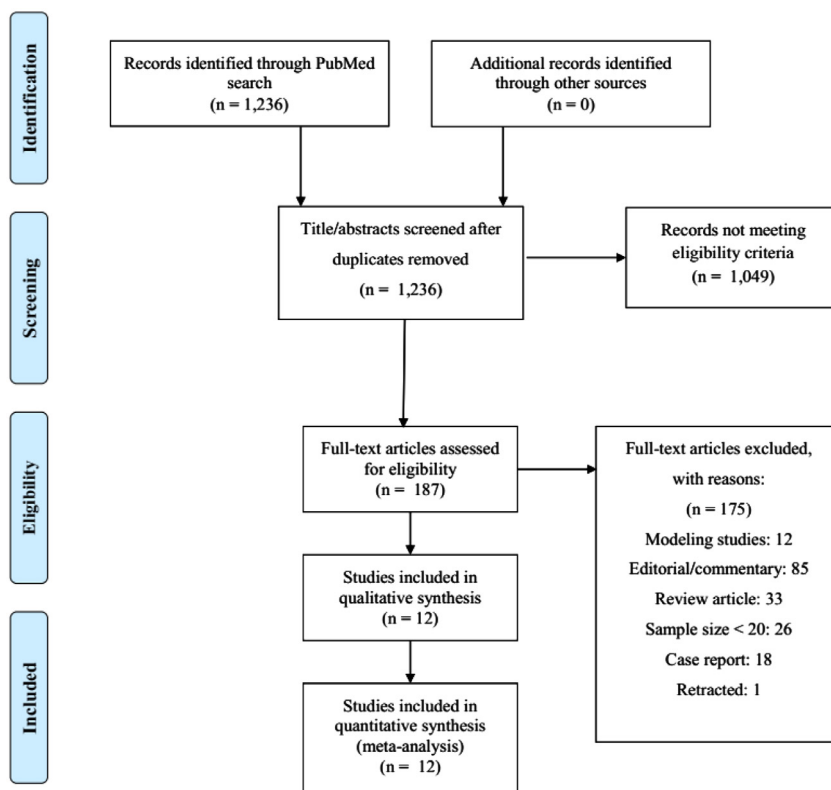 Identification
Records identified through PubMed
search
(n = 1,236)
Additional records identified
through other sources
(n = 0)
Screening
Title/abstracts screened after
duplicates removed
(n = 1,236)
Records not meeting
eligibility criteria
(n = 1,049)
Eligibility
Full-text articles assessed
for eligibility
(n = 187)
Full-text articles excluded,
with reasons:
(n = 175)
Modeling studies: 12
Editorial/commentary: 85
Review article: 33
Sample size < 20: 26
Case report: 18
Retracted: 1
Studies included in
qualitative synthesis
(n = 12)
Included
Studies included in
quantitative synthesis
(meta-analysis)
(n = 12)